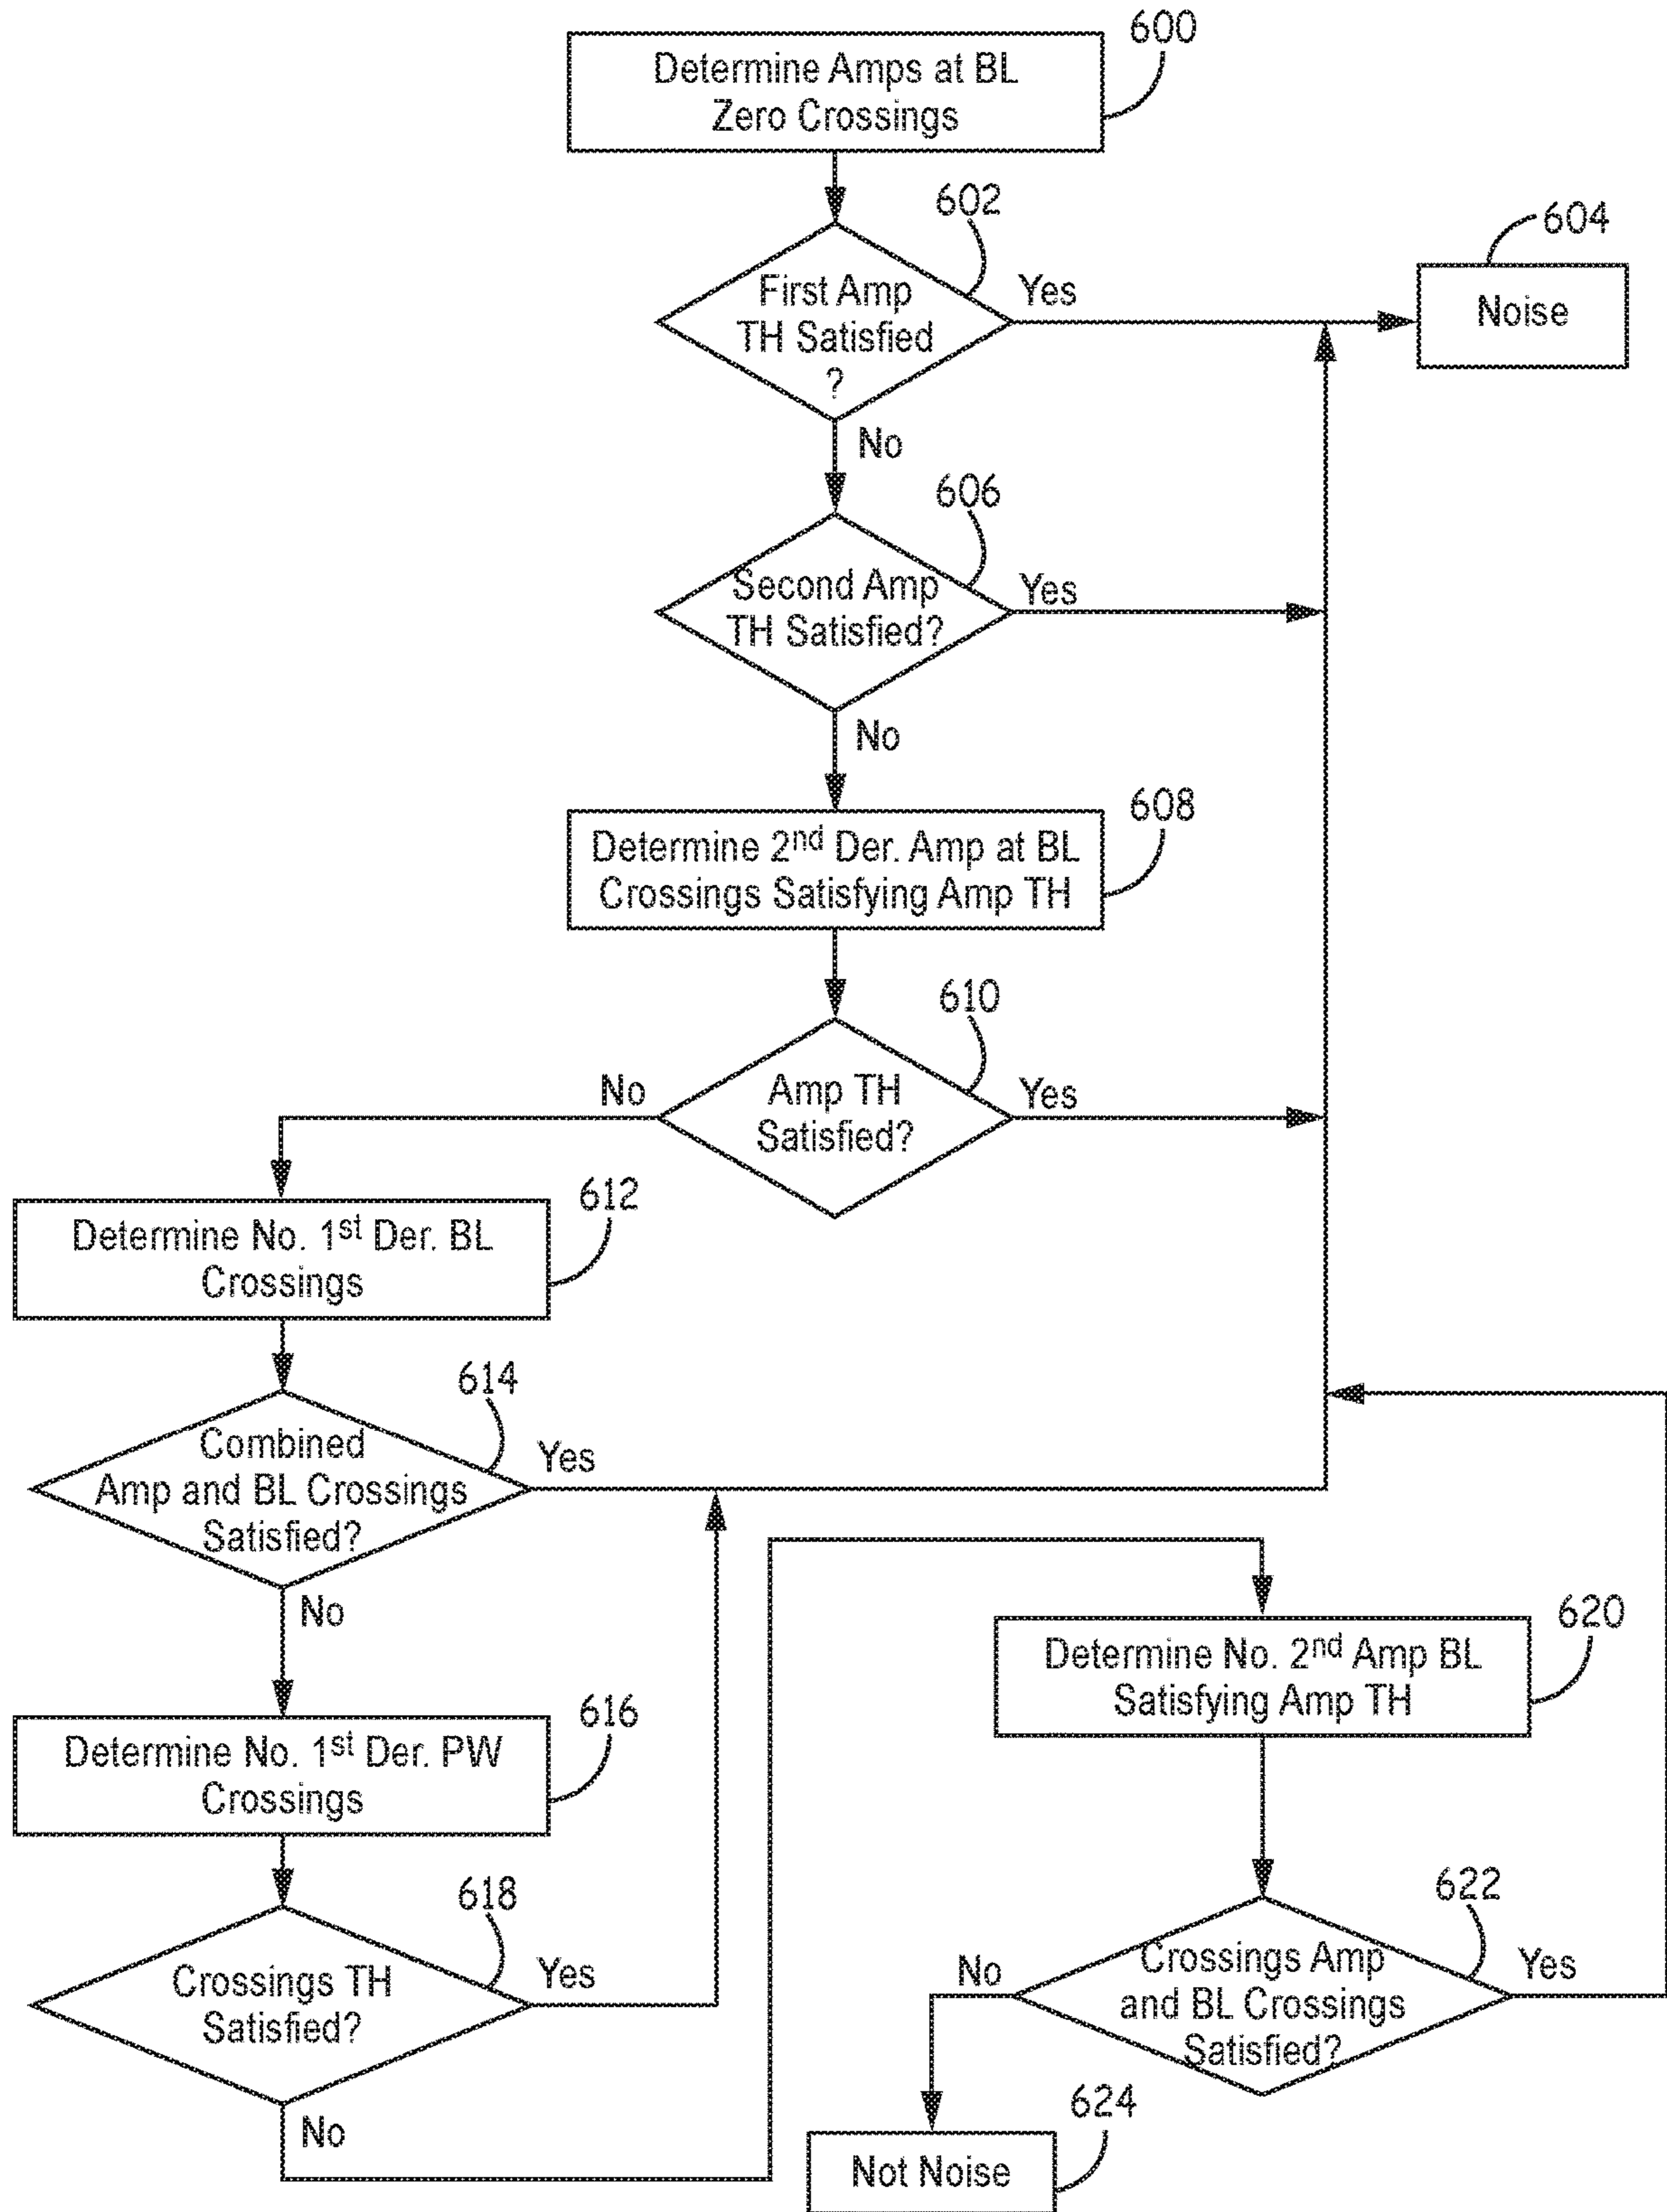 600
Determine Amps at BL
Zero Crossings
602
604
First Amp
TH Satisfied
?
Yes
Noise
No
606
Second Amp
TH Satisfied?
Yes
No
608
Determine 2nd Der. Amp at BL
Crossings Satisfying Amp TH
610
No
Amp TH
Satisfied?
Yes
612
Determine No. 1st Der. BL
Crossings
614
Combined
Amp and BL Crossings
Satisfied?
Yes
No
616
Determine No. 1st Der. PW
Crossings
618
Crossings TH
Satisfied?
Yes
No
620
Determine No. 2nd Amp BL
Satisfying Amp TH
622
No
Crossings Amp
and BL Crossings
Satisfied?
Yes
624
Not Noise